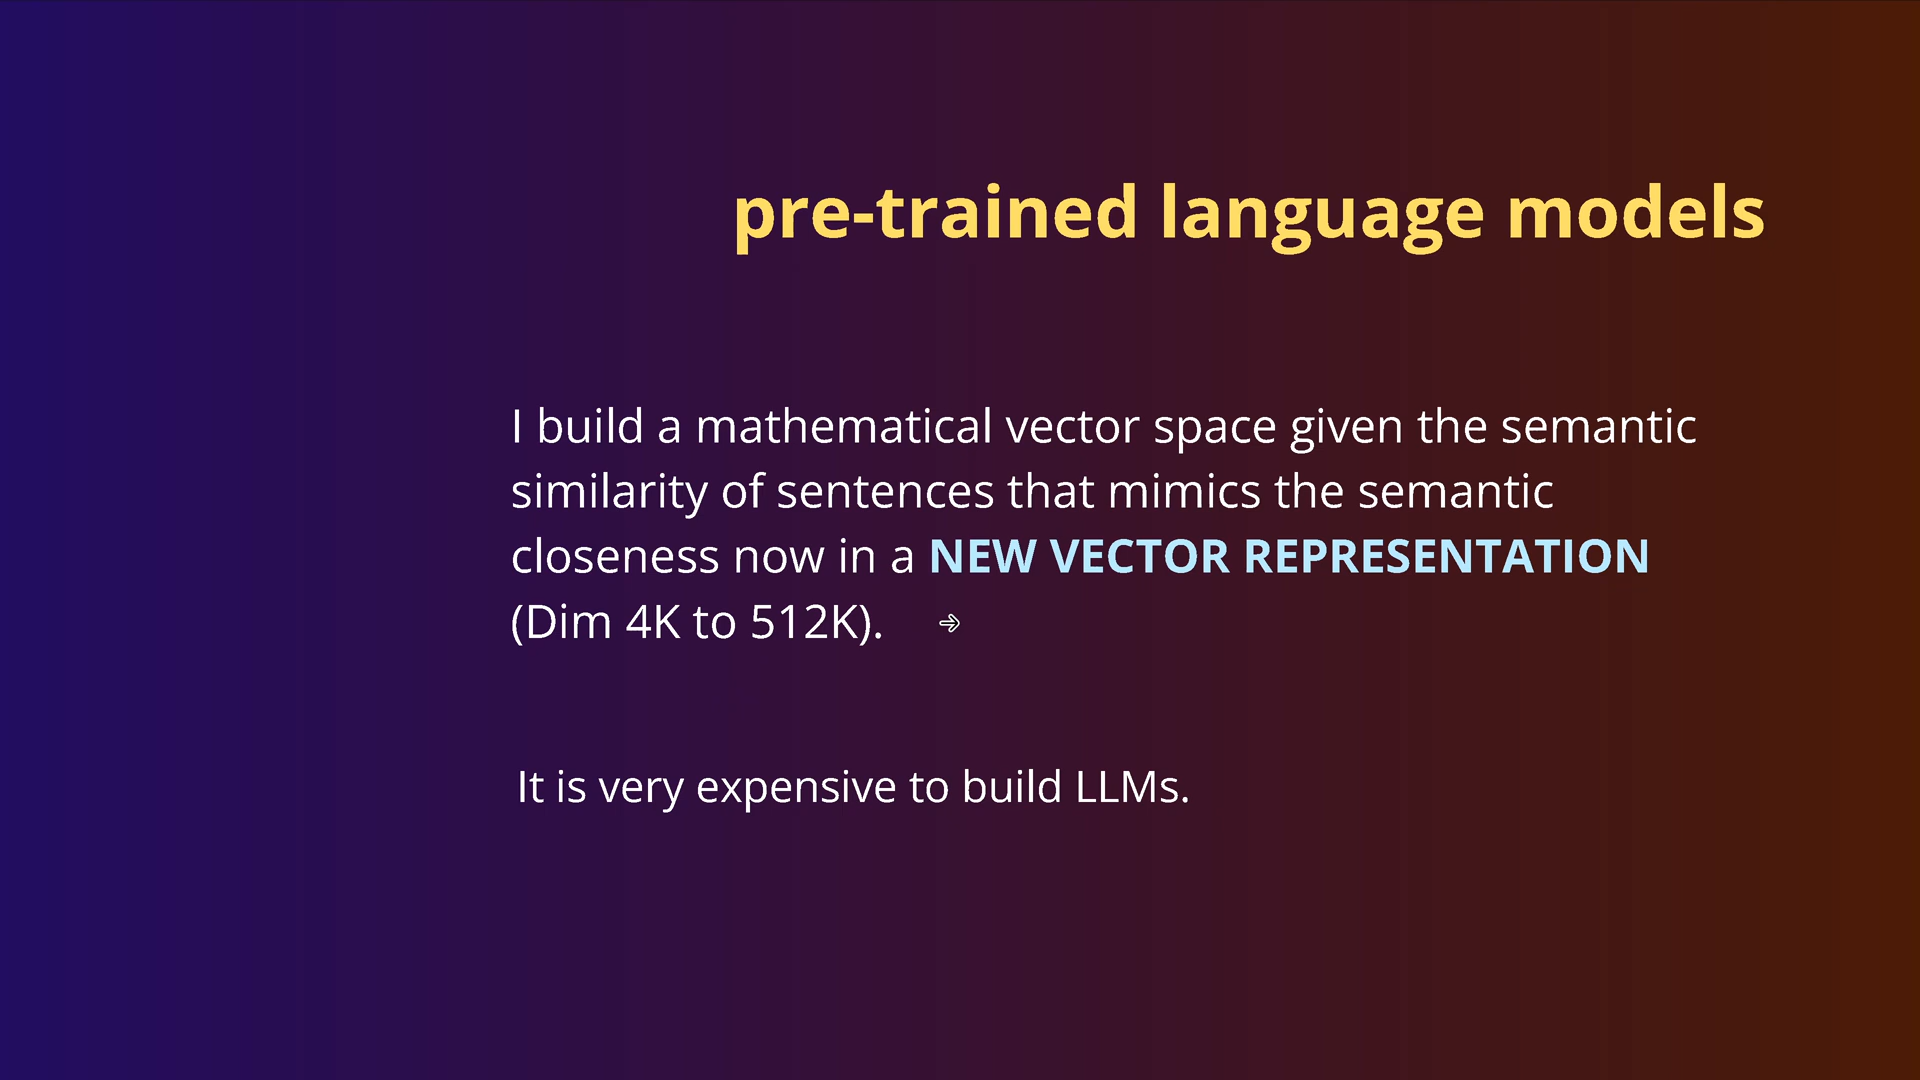 pre-trained language models
I build a mathematical vector space given the semantic
similarity of sentences that mimics the semantic
closeness now in a NEW VECTOR REPRESENTATION
(Dim 4K to 512K).
It is very expensive to build LLMs.